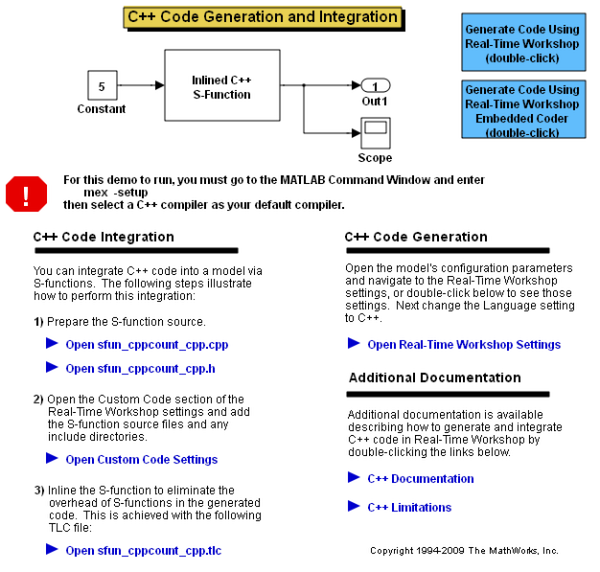 C++ Code Generation and Integration
Generate Code Using
Real-Time Workshop
(double-click)
5
Constant
Inlined C++
S-Function
1
Out1
Scope
Generate Code Using
Real-Time Workshop
Embedded Coder
(double-click)
!
For this demo to run, you must go to the MATLAB Command Window and enter
mex -setup
then select a C++ compiler as your default compiler.
C++ Code Integration
You can integrate C++ code into a model via
S-functions. The following steps illustrate
how to perform this integration:
1) Prepare the S-function source.
Open sfun_cppcount_cpp.cpp
Open sfun_cppcount_cpp.h
2) Open the Custom Code section of the
Real-Time Workshop settings and add
the S-function source files and any
include directories.
Open Custom Code Settings
3) Inline the S-function to eliminate the
overhead of S-functions in the generated
code. This is achieved with the following
TLC file:
Open sfun_cppcount_cpp.tlc
C++ Code Generation
Open the model's configuration parameters
and navigate to the Real-Time Workshop
settings, or double-click below to see those
settings. Next change the Language setting
to C++.
Open Real-Time Workshop Settings
Additional Documentation
Additional documentation is available
describing how to generate and integrate
C++ code in Real-Time Workshop by
double-clicking the links below.
C++ Documentation
C++ Limitations
Copyright 1994-2009 The MathWorks, Inc.